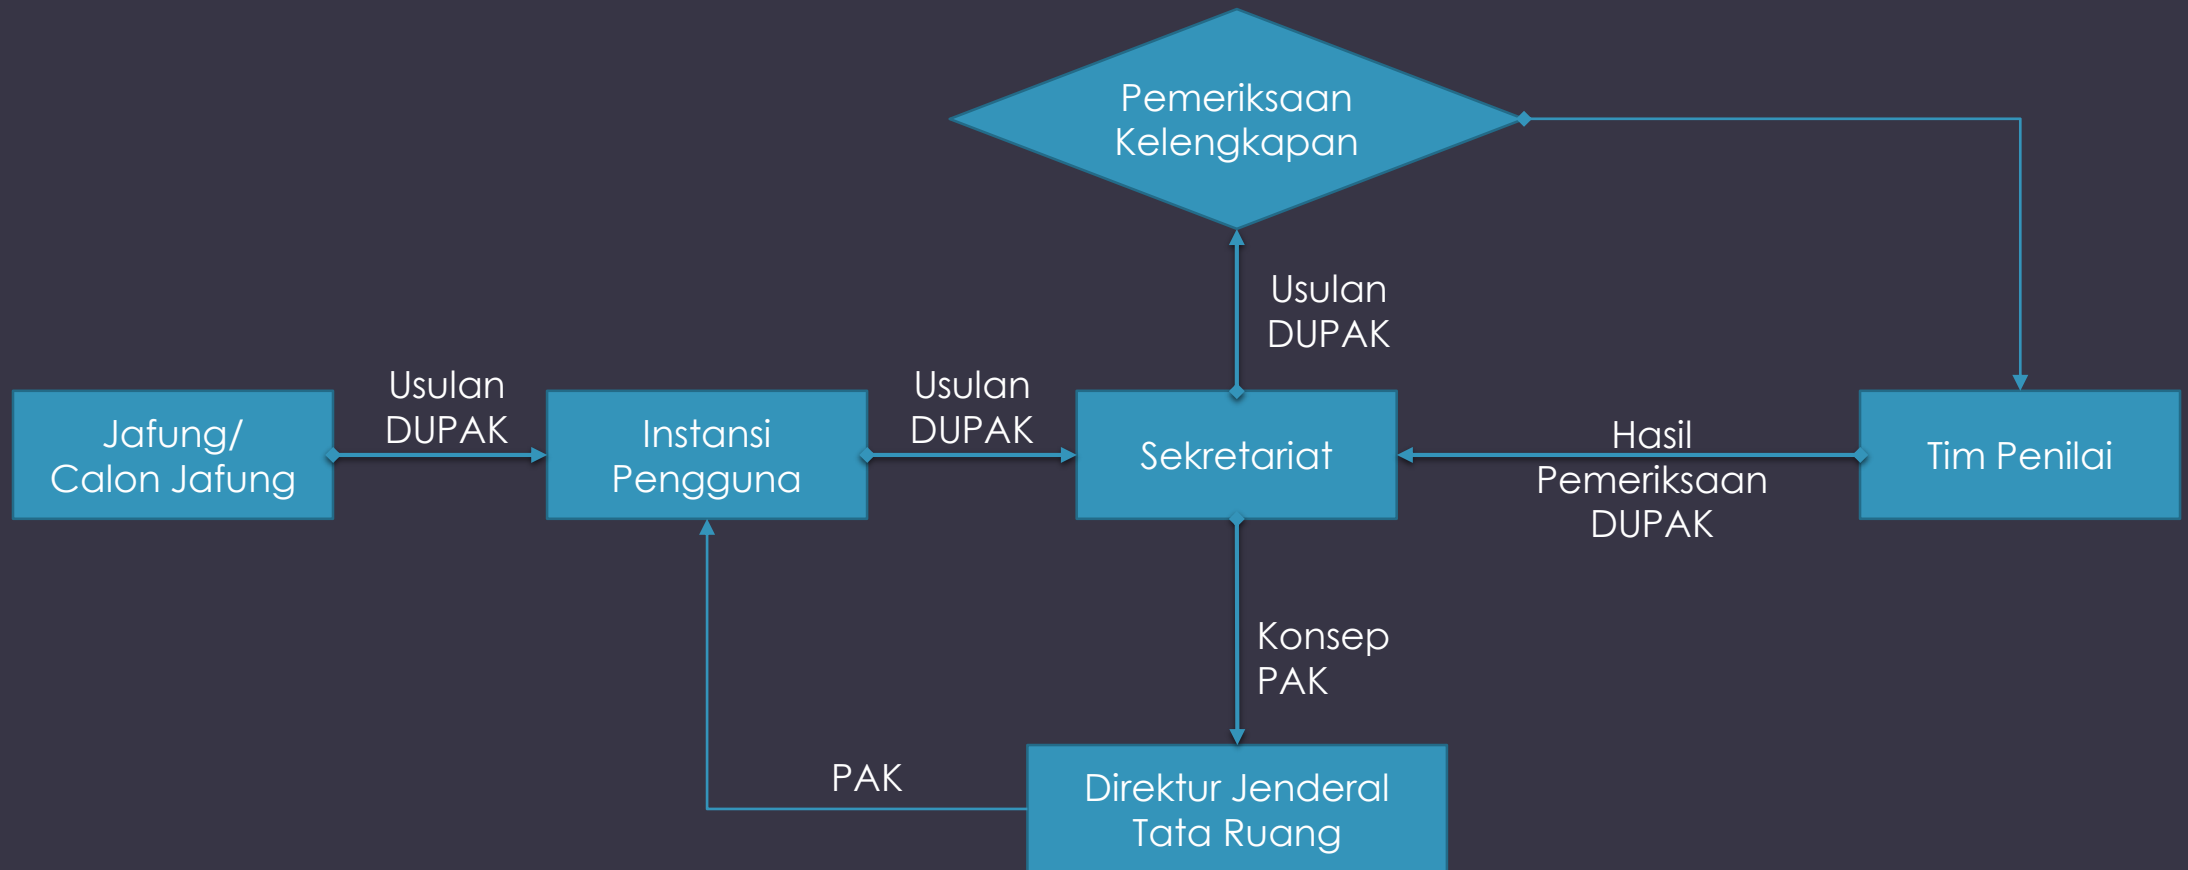 Pemeriksaan
Kelengkapan
Usulan
DUPAK
Jafung/
Calon Jafung
Usulan
DUPAK
Instansi
Pengguna
Usulan
DUPAK
Sekretariat
Hasil
Pemeriksaan
DUPAK
Tim Penilai
Konsep
PAK
PAK
Direktur Jenderal
Tata Ruang